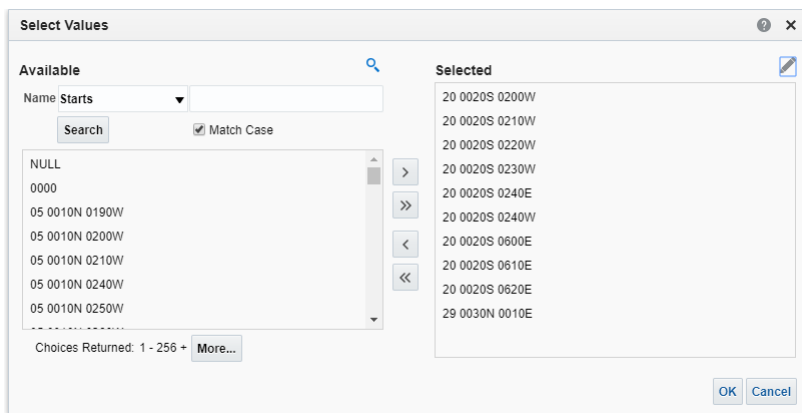 Select Values
Available
Name Starts
Search
Match Case
NULL
0000
05 0010N 0190W
05 0010N 0200W
05 0010N 0210W
05 0010N 0240W
05 0010N 0250W
Choices Returned: 1 - 256 + More...
Selected
20 0020S 0200W
20 0020S 0210W
20 0020S 0220W
20 0020S 0230W
20 0020S 0240E
20 0020S 0240W
20 0020S 0600E
20 0020S 0610E
20 0020S 0620E
29 0030N 0010E
OK Cancel